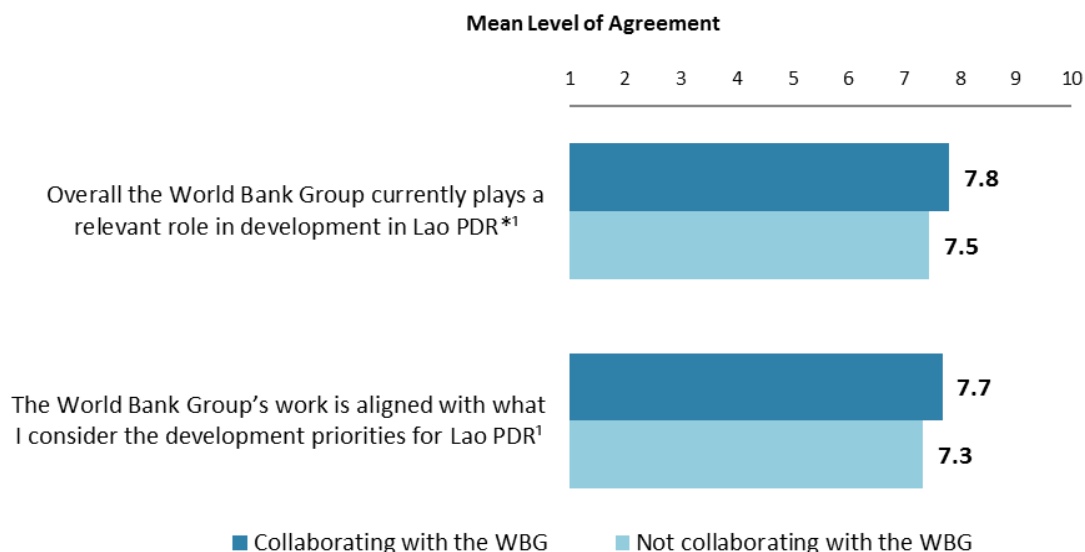 Mean Level of Agreement
1 2 3 4 5 6 7 8 9 10
Overall the World Bank Group currently plays a
relevant role in development in Lao PDR*¹
7.8
7.5
The World Bank Group’s work is aligned with what
I consider the development priorities for Lao PDR¹
7.7
7.3
Collaborating with the WBG Not collaborating with the WBG